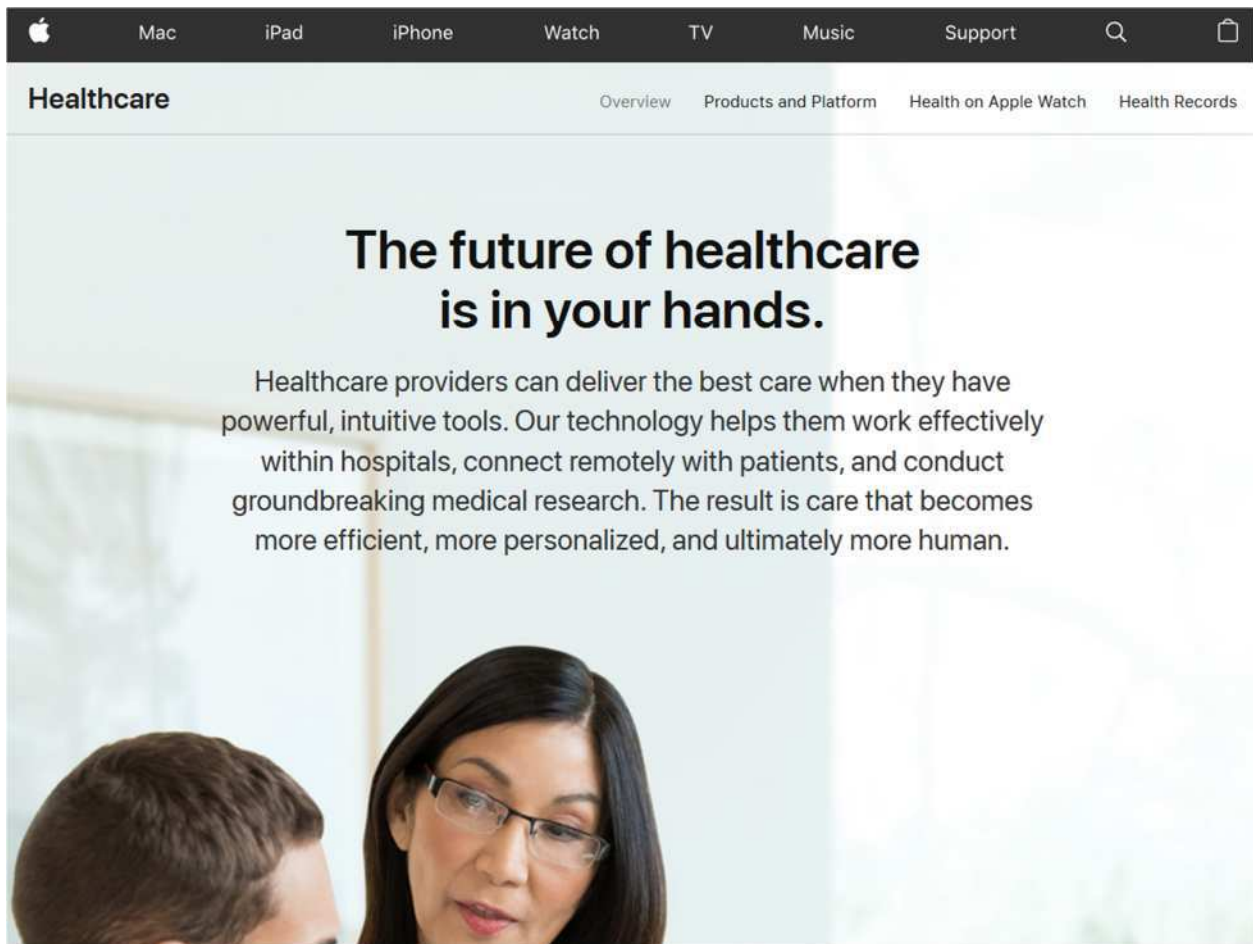 Mac iPad iPhone Watch TV Music Support
Healthcare Overview Products and Platform Health on Apple Watch Health Records
The future of healthcare
is in your hands.
Healthcare providers can deliver the best care when they have
powerful, intuitive tools. Our technology helps them work effectively
within hospitals, connect remotely with patients, and conduct
groundbreaking medical research. The result is care that becomes
more efficient, more personalized, and ultimately more human.